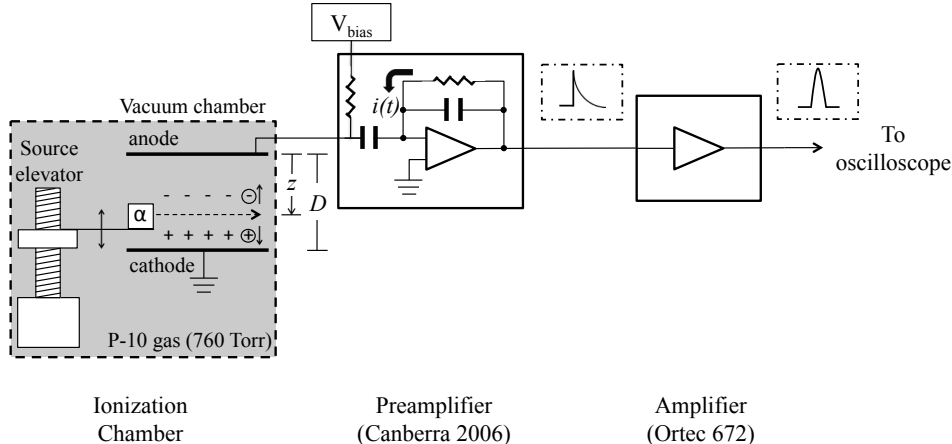 V_bias
Vacuum chamber
anode
Source
elevator
α
- - - - ⊖
+ + + + ⊕
z
D
cathode
P-10 gas (760 Torr)
i(t)
To
oscilloscope
Ionization
Chamber
Preamplifier
(Canberra 2006)
Amplifier
(Ortec 672)